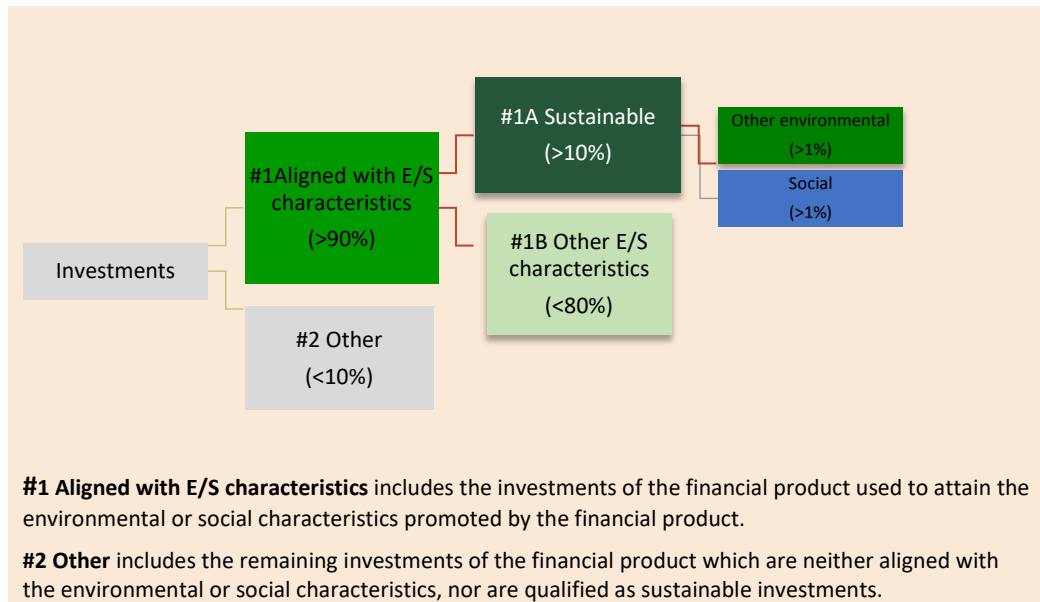 #1A Sustainable
(>10%)
Other environmental
(>1%)
Social
(>1%)
#1Aligned with E/S
characteristics
(>90%)
#1B Other E/S
characteristics
(<80%)
Investments
#2 Other
(<10%)
#1 Aligned with E/S characteristics includes the investments of the financial product used to attain the
environmental or social characteristics promoted by the financial product.
#2 Other includes the remaining investments of the financial product which are neither aligned with
the environmental or social characteristics, nor are qualified as sustainable investments.